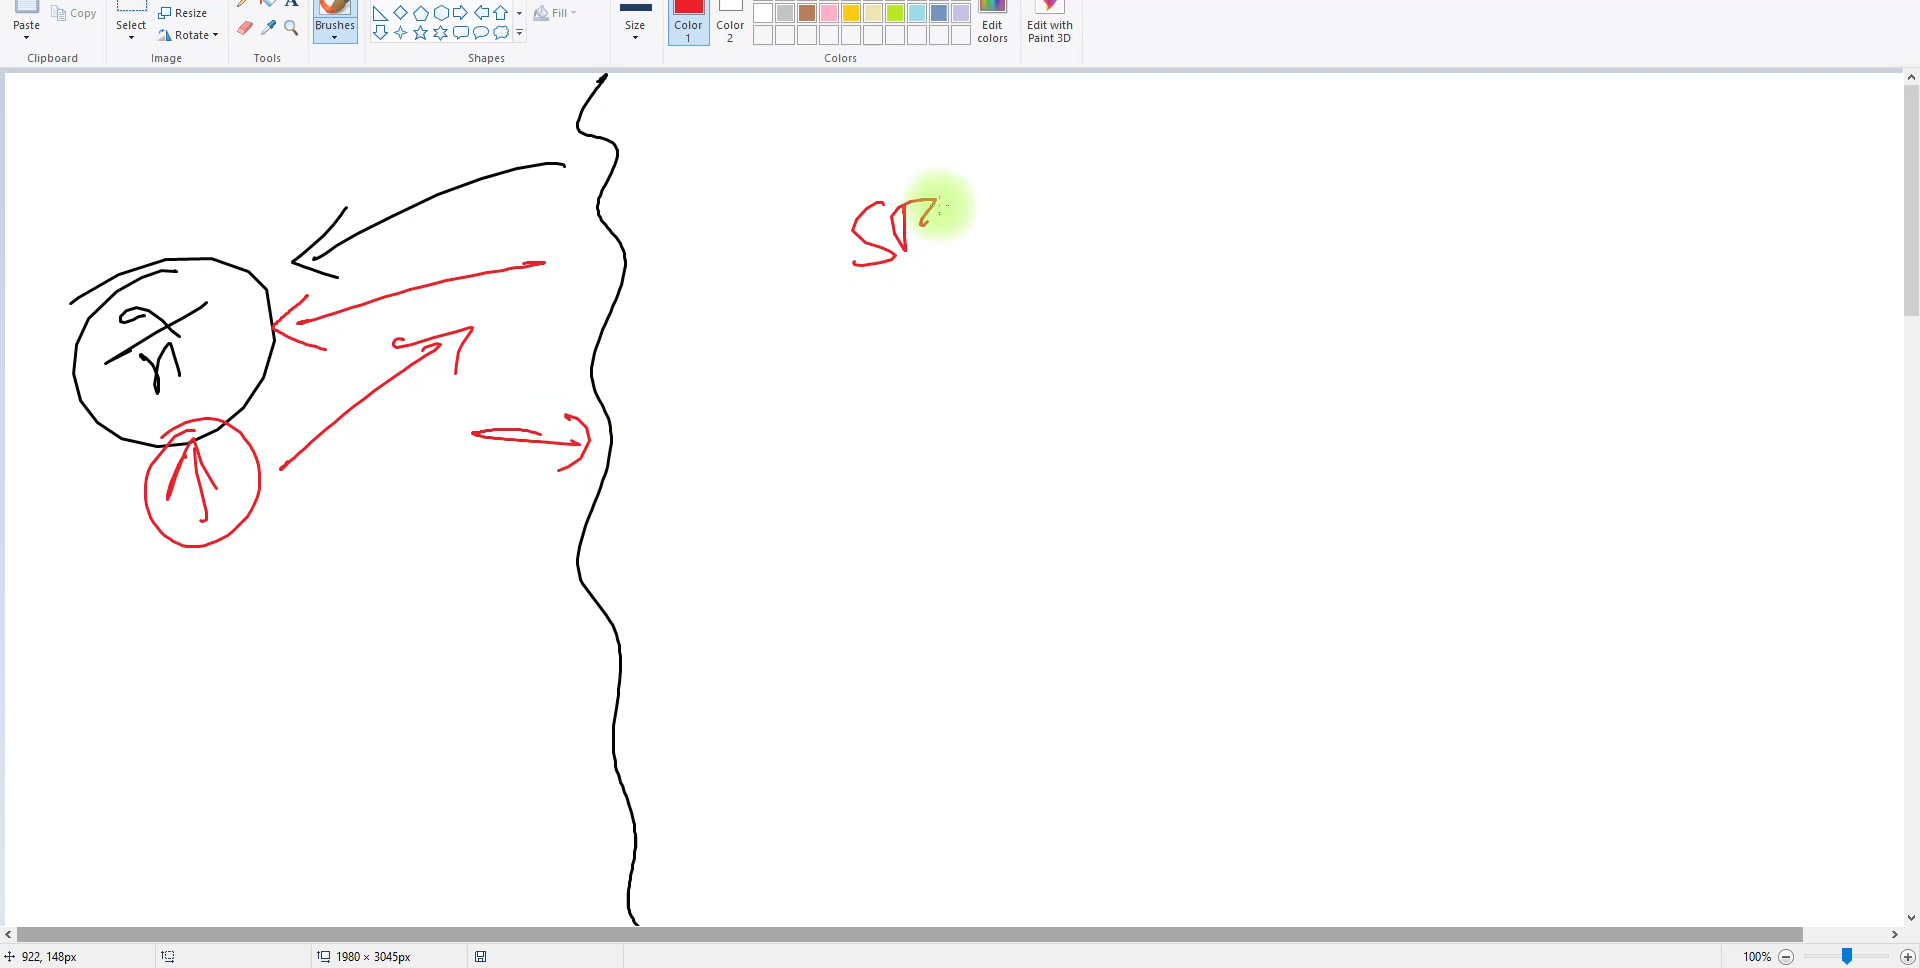 Paste
Copy
Select
Resize
Rotate
Brushes
Fill
Size
Color 1
Color 2
Edit colors
Edit with Paint 3D
Clipboard
Image
Tools
Shapes
Colors
922, 148px
1980 × 3045px
100%